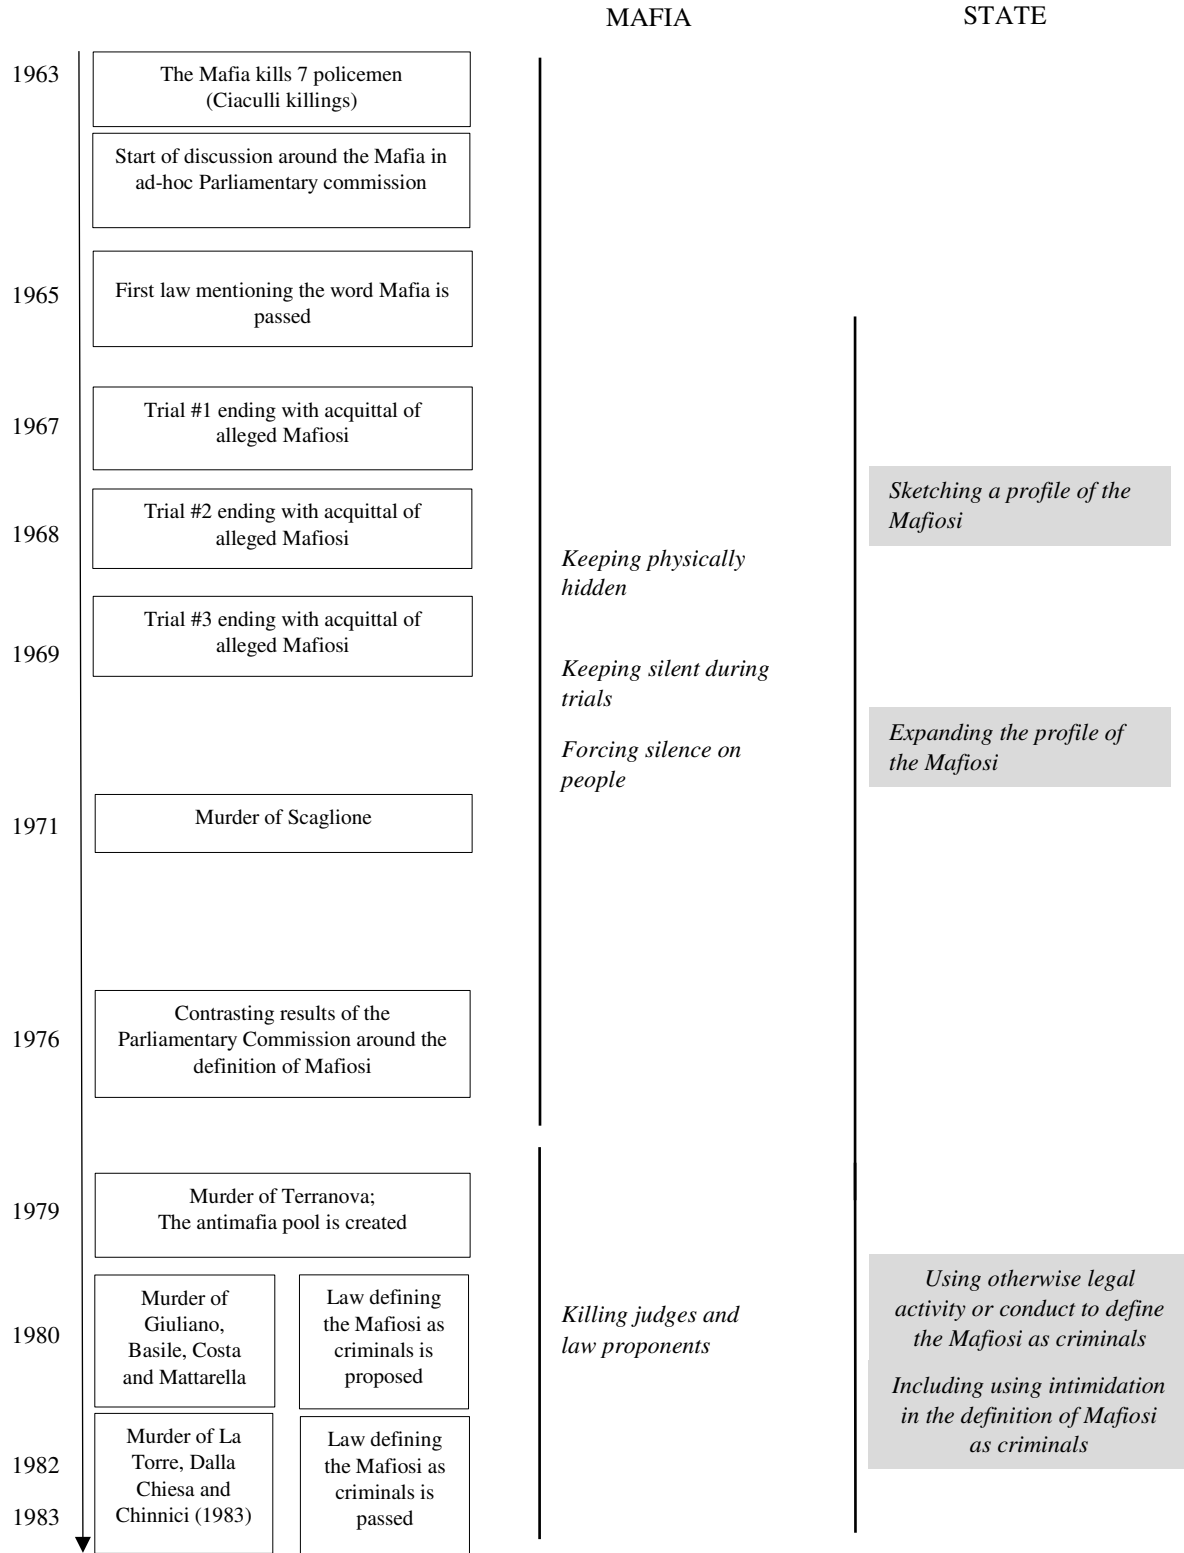 MAFIA
STATE
1963
The Mafia kills 7 policemen
(Ciaculli killings)
Start of discussion around the Mafia in
ad-hoc Parliamentary commission
1965
First law mentioning the word Mafia is
passed
1967
Trial #1 ending with acquittal of
alleged Mafiosi
Sketching a profile of the
Mafiosi
1968
Trial #2 ending with acquittal of
alleged Mafiosi
Keeping physically
hidden
1969
Trial #3 ending with acquittal of
alleged Mafiosi
Keeping silent during
trials
Forcing silence on
people
Expanding the profile of
the Mafiosi
1971
Murder of Scaglione
1976
Contrasting results of the
Parliamentary Commission around the
definition of Mafiosi
1979
Murder of Terranova;
The antimafia pool is created
1980
Murder of
Giuliano,
Basile, Costa
and Mattarella
Law defining
the Mafiosi as
criminals is
proposed
Killing judges and
law proponents
Using otherwise legal
activity or conduct to define
the Mafiosi as criminals
Including using intimidation
in the definition of Mafiosi
as criminals
1982
1983
Murder of La
Torre, Dalla
Chiesa and
Chinnici (1983)
Law defining
the Mafiosi as
criminals is
passed